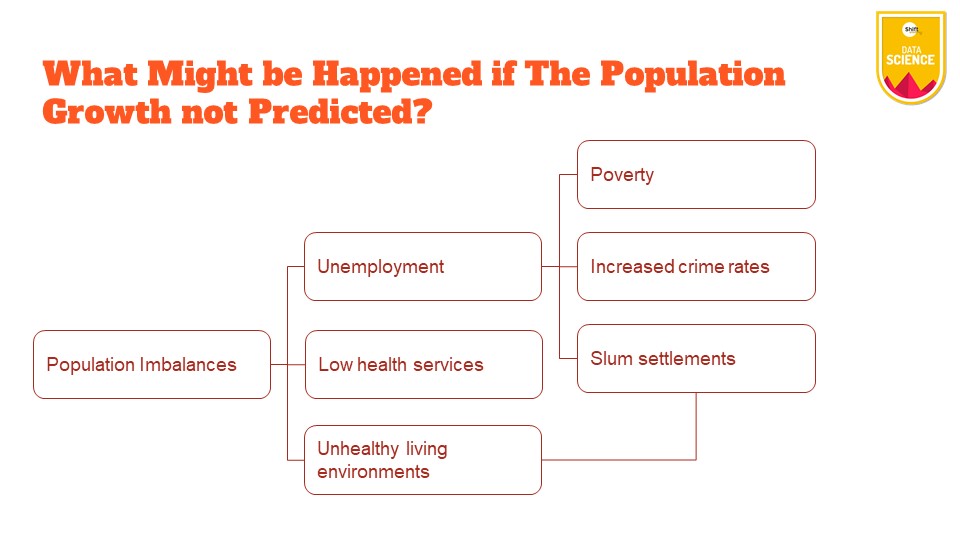 Shift
DATA
SCIENCE
What Might be Happened if The Population
Growth not Predicted?
Poverty
Unemployment
Increased crime rates
Population Imbalances
Low health services
Slum settlements
Unhealthy living
environments